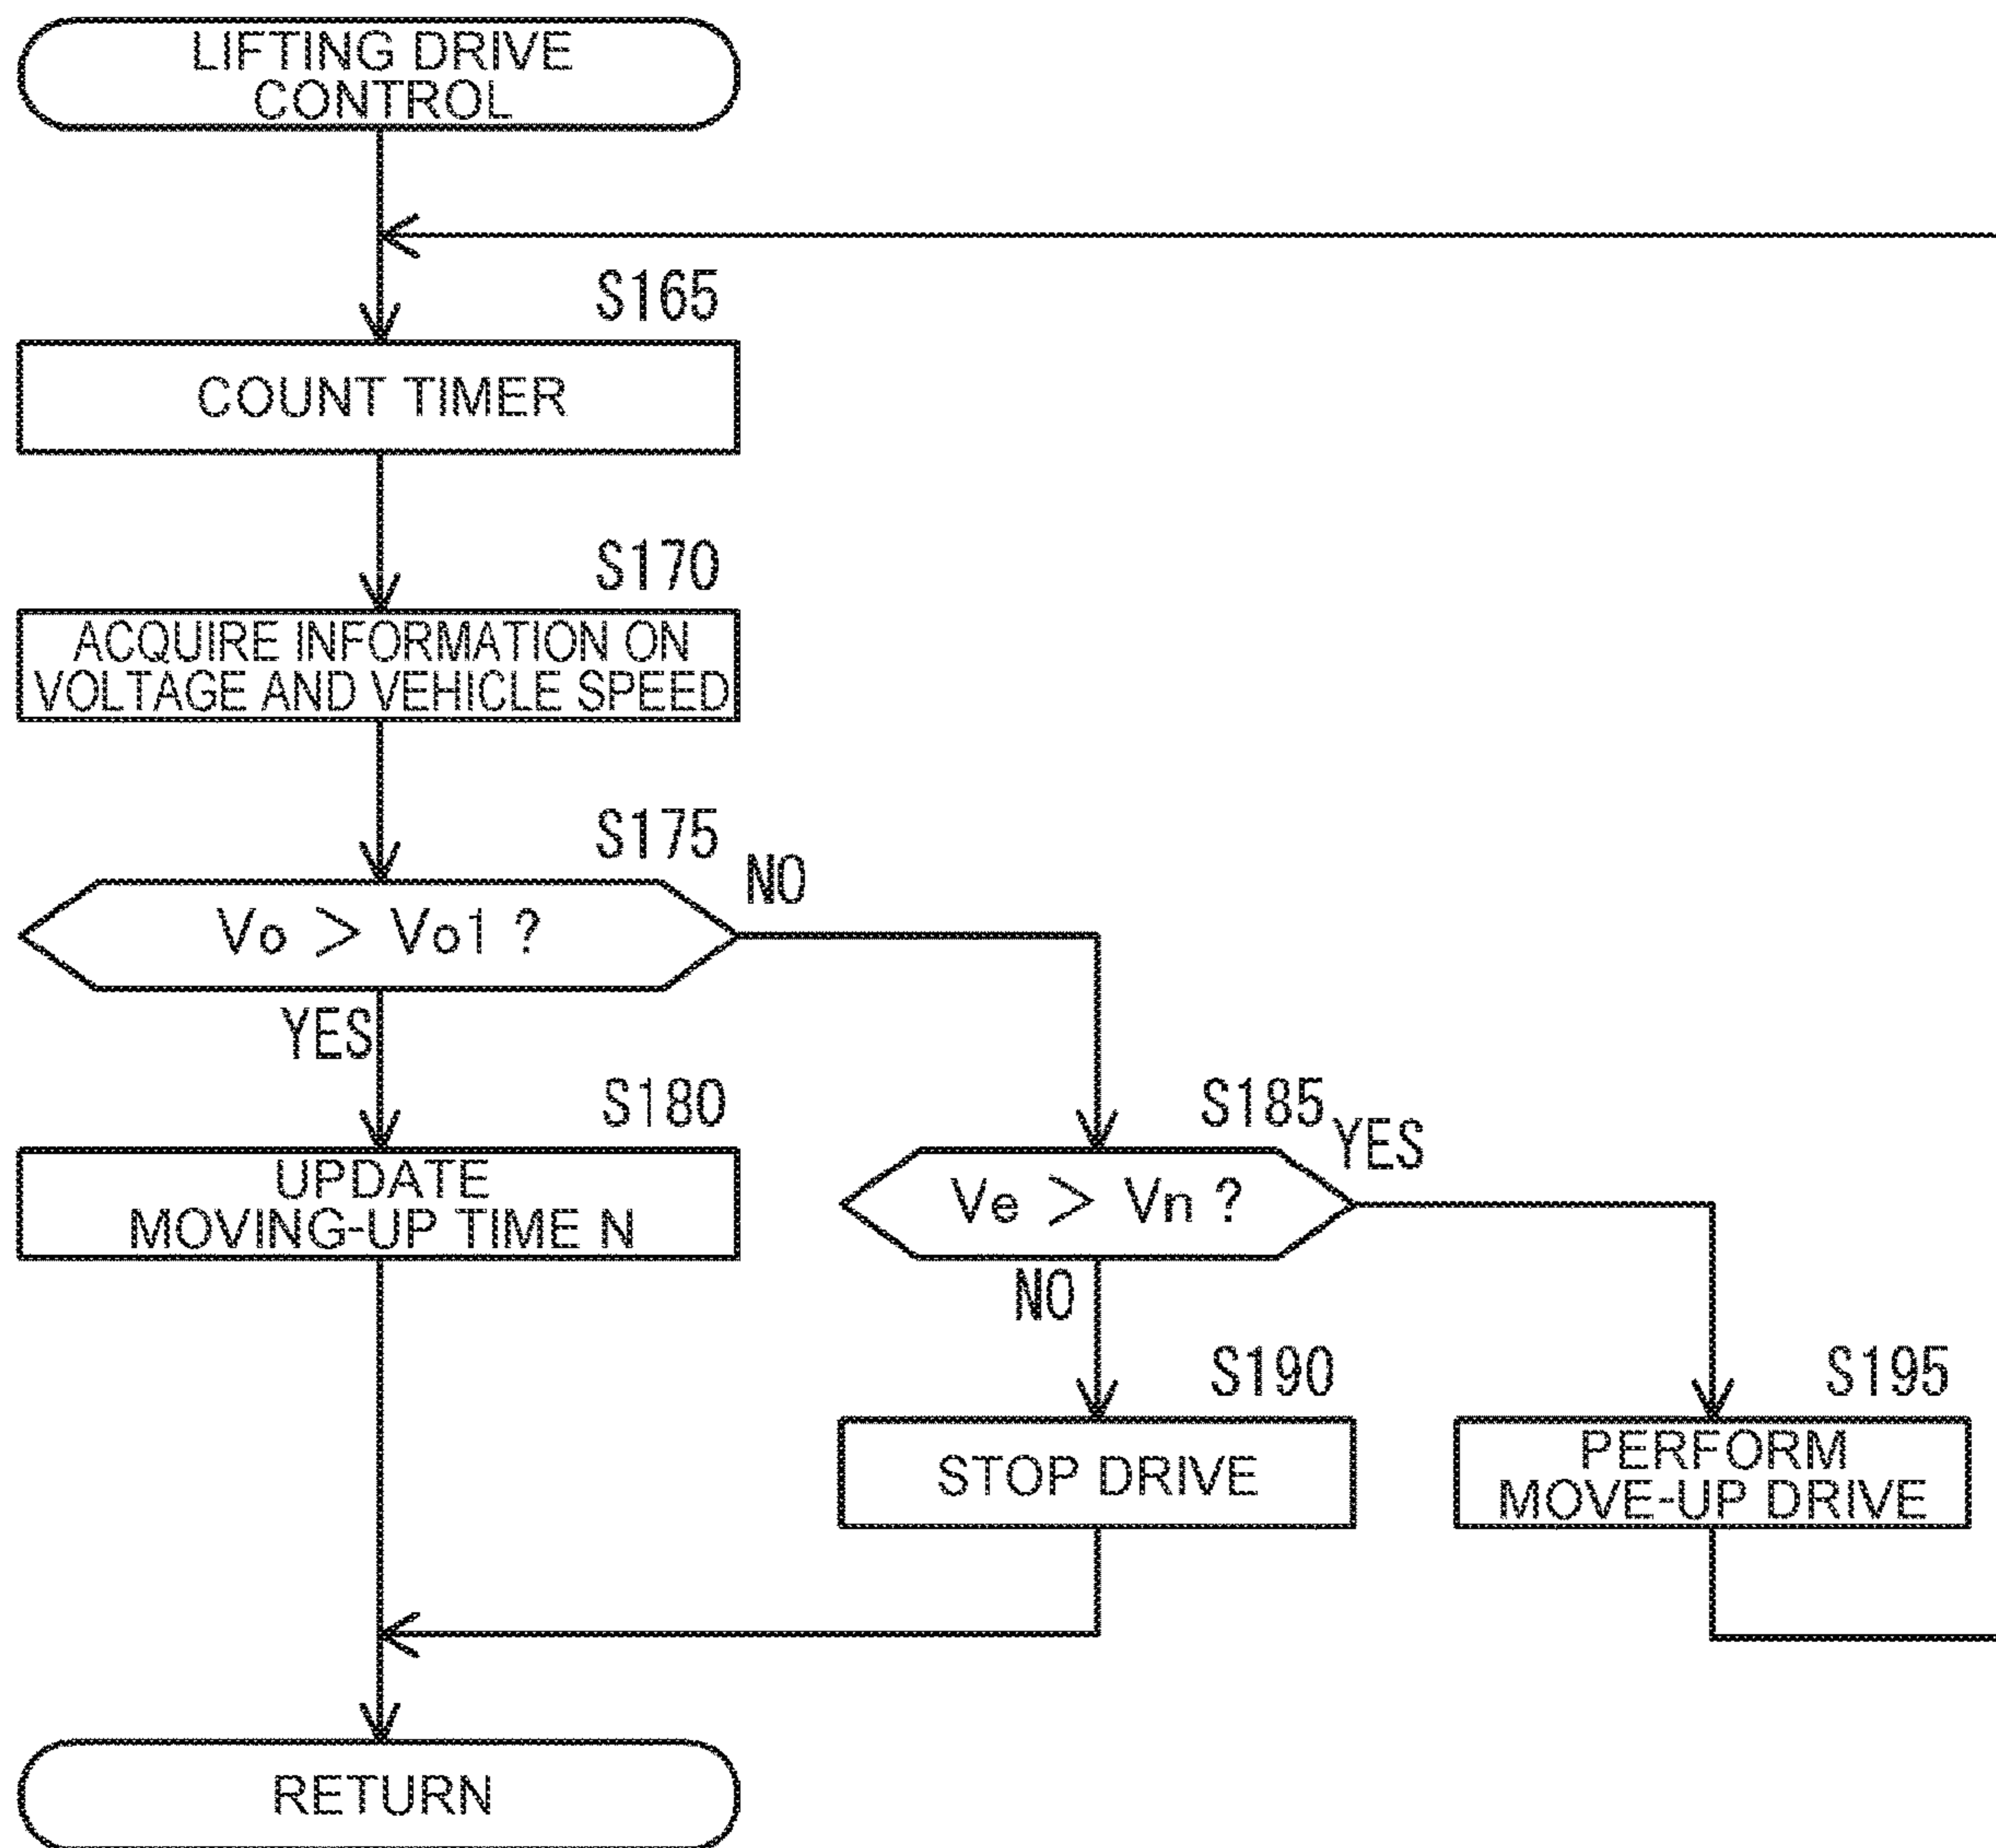 LIFTING DRIVE
CONTROL
S165
COUNT TIMER
S170
ACQUIRE INFORMATION ON
VOLTAGE AND VEHICLE SPEED
S175
Vo > Vo1 ?
NO
YES
S180
UPDATE
MOVING-UP TIME N
S185
Ve > Vn ?
YES
NO
S190
STOP DRIVE
S195
PERFORM
MOVE-UP DRIVE
RETURN